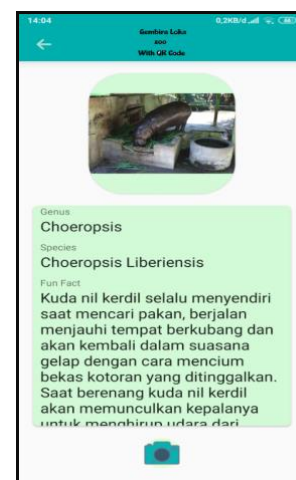 14:04
0,2KB/d
Gembira Loka
zoo
With QR Code
Genus
Choeropsis
Species
Choeropsis Liberiensis
Fun Fact
Kuda nil kerdil selalu menyendiri
saat mencari pakan, berjalan
menjauhi tempat berkubang dan
akan kembali dalam suasana
gelap dengan cara mencium
bekas kotoran yang ditinggalkan.
Saat berenang kuda nil kerdil
akan memunculkan kepalanya
untuk menghirup udara dari